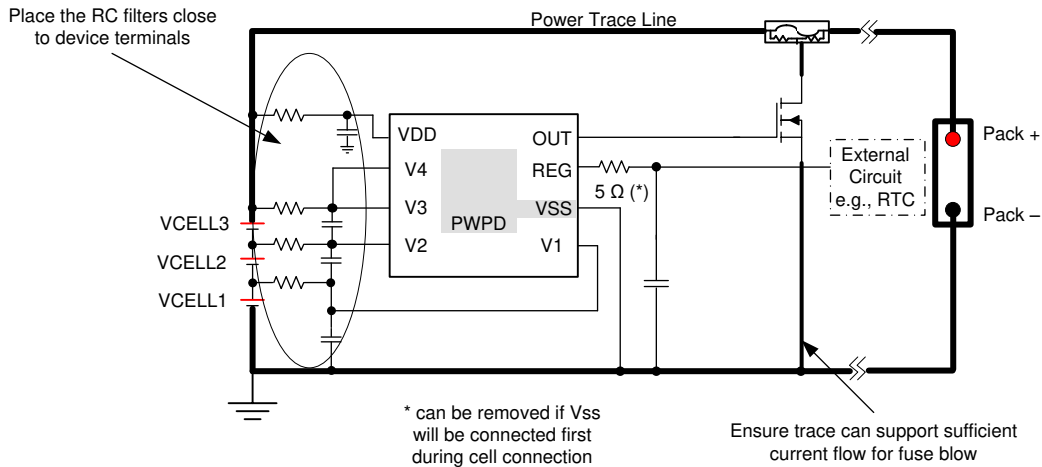 Place the RC filters close
to device terminals
Power Trace Line
VDD
V4
V3
V2
PWPD
OUT
REG
VSS
V1
5 Ω (*)
External
Circuit
e.g., RTC
Pack +
Pack –
VCELL3
VCELL2
VCELL1
* can be removed if Vss
will be connected first
during cell connection
Ensure trace can support sufficient
current flow for fuse blow